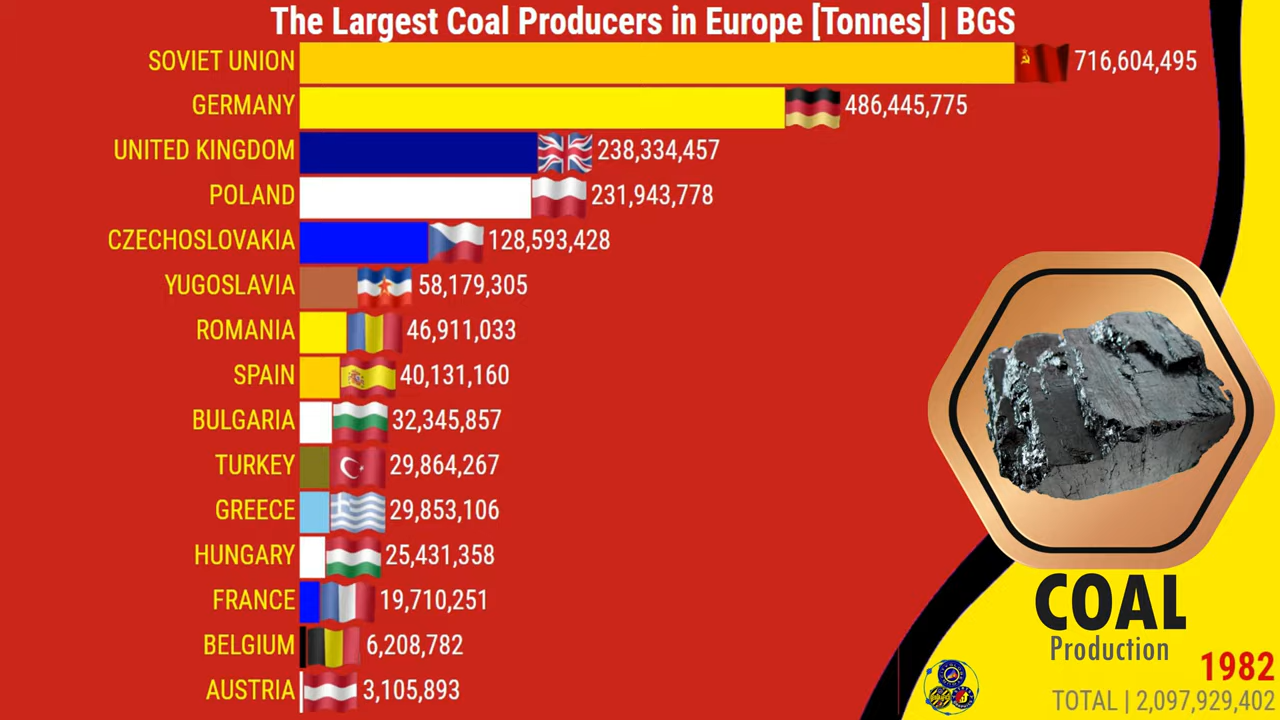 The Largest Coal Producers in Europe [Tonnes] | BGS
SOVIET UNION 716,604,495
GERMANY 486,445,775
UNITED KINGDOM 238,334,457
POLAND 231,943,778
CZECHOSLOVAKIA 128,593,428
YUGOSLAVIA 58,179,305
ROMANIA 46,911,033
SPAIN 40,131,160
BULGARIA 32,345,857
TURKEY 29,864,267
GREECE 29,853,106
HUNGARY 25,431,358
FRANCE 19,710,251
BELGIUM 6,208,782
AUSTRIA 3,105,893
COAL
Production
1982
TOTAL | 2,097,929,402